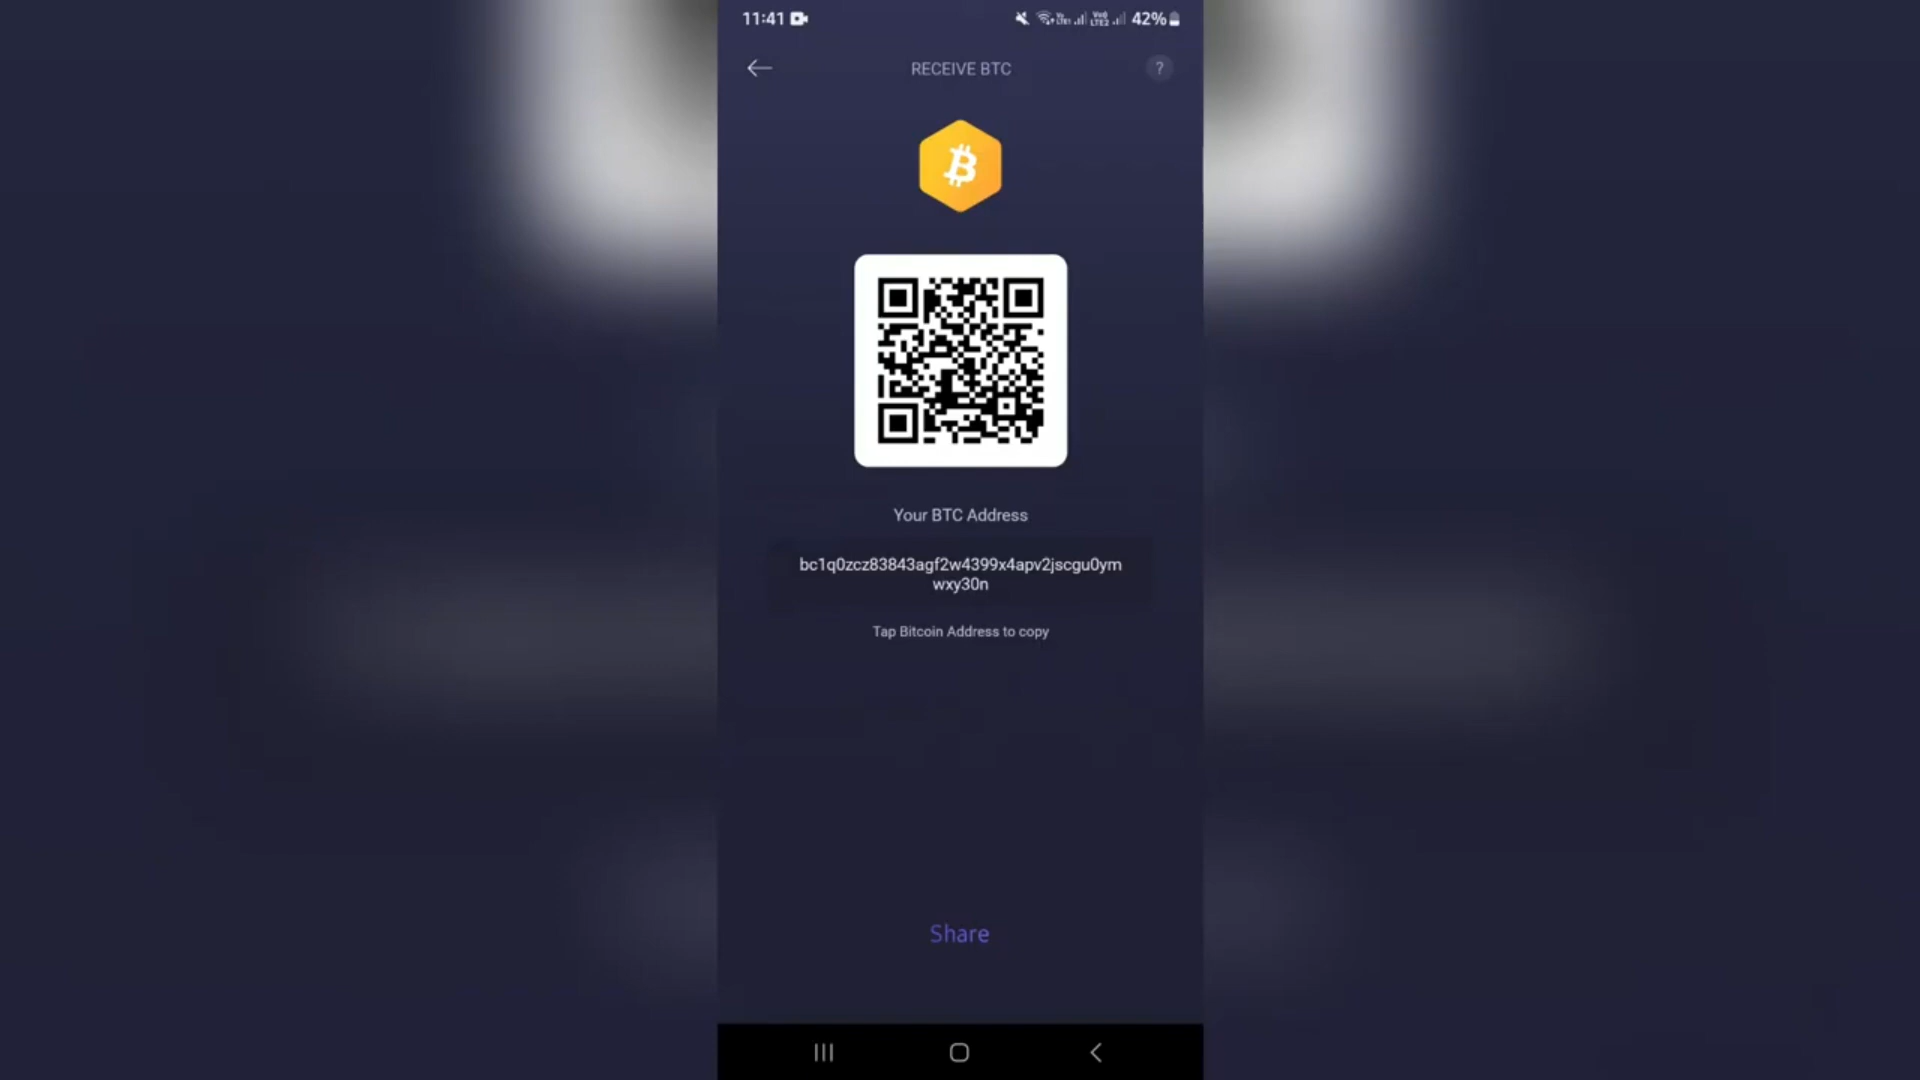 11:41
42%
RECEIVE BTC
?
Your BTC Address
bc1q0zcz83843agf2w4399x4apv2jscgu0ym
wxy30n
Tap Bitcoin Address to copy
Share